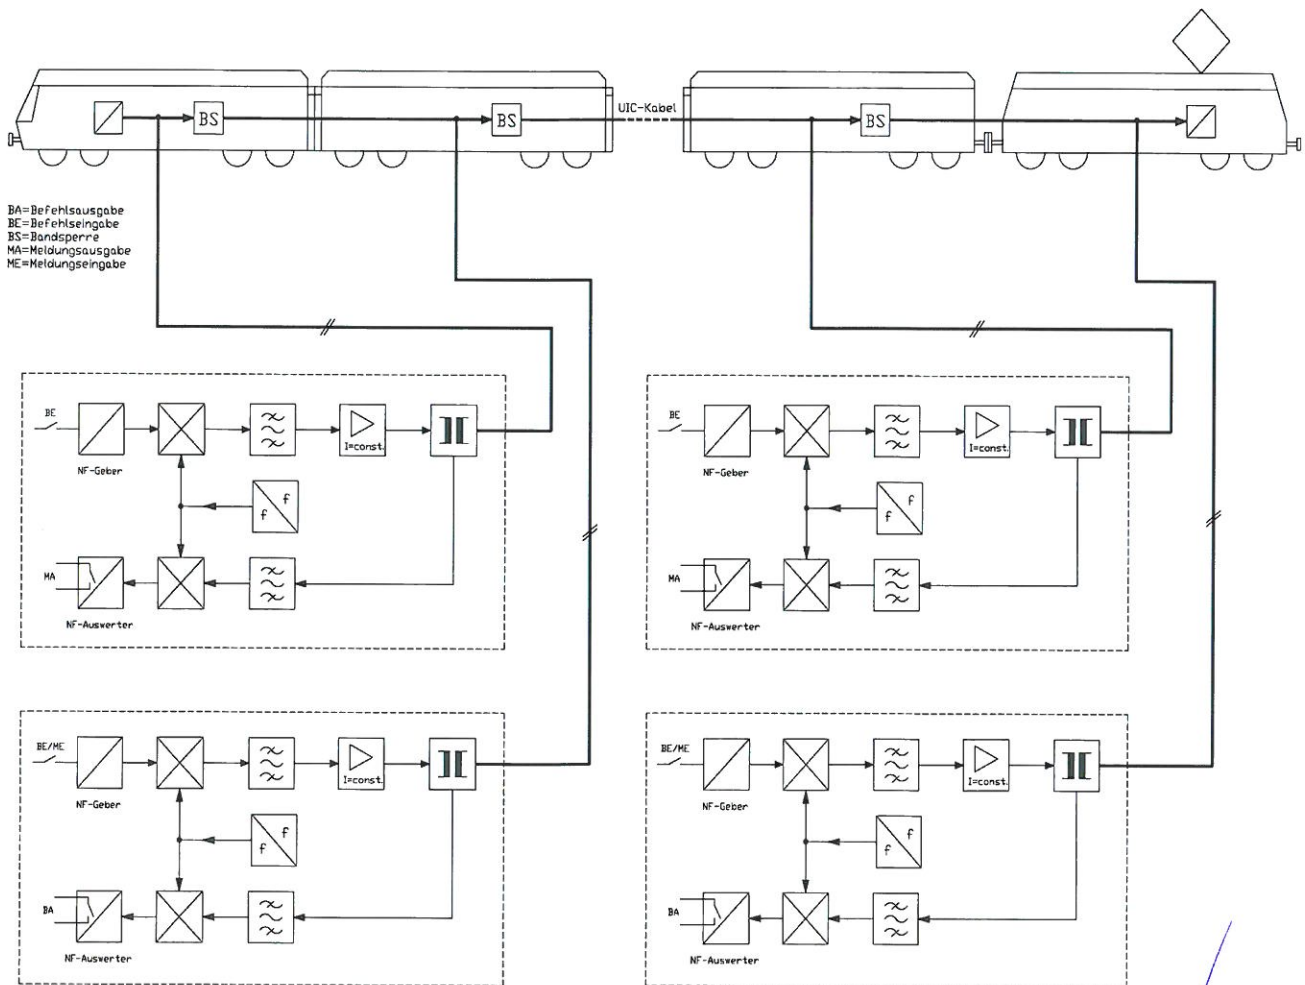 UIC-Kabel
BS
BS
BS
BA=Befehlsausgabe
BE=Befehlseingabe
BS=Bandsperre
MA=Meldungsausgabe
ME=Meldungseingabe
BE
I=const.
NF-Geber
f
f
MA
NF-Auswerter
BE
I=const.
NF-Geber
f
f
MA
NF-Auswerter
BE/ME
I=const.
NF-Geber
f
f
BA
NF-Auswerter
BE/ME
I=const.
NF-Geber
f
f
BA
NF-Auswerter